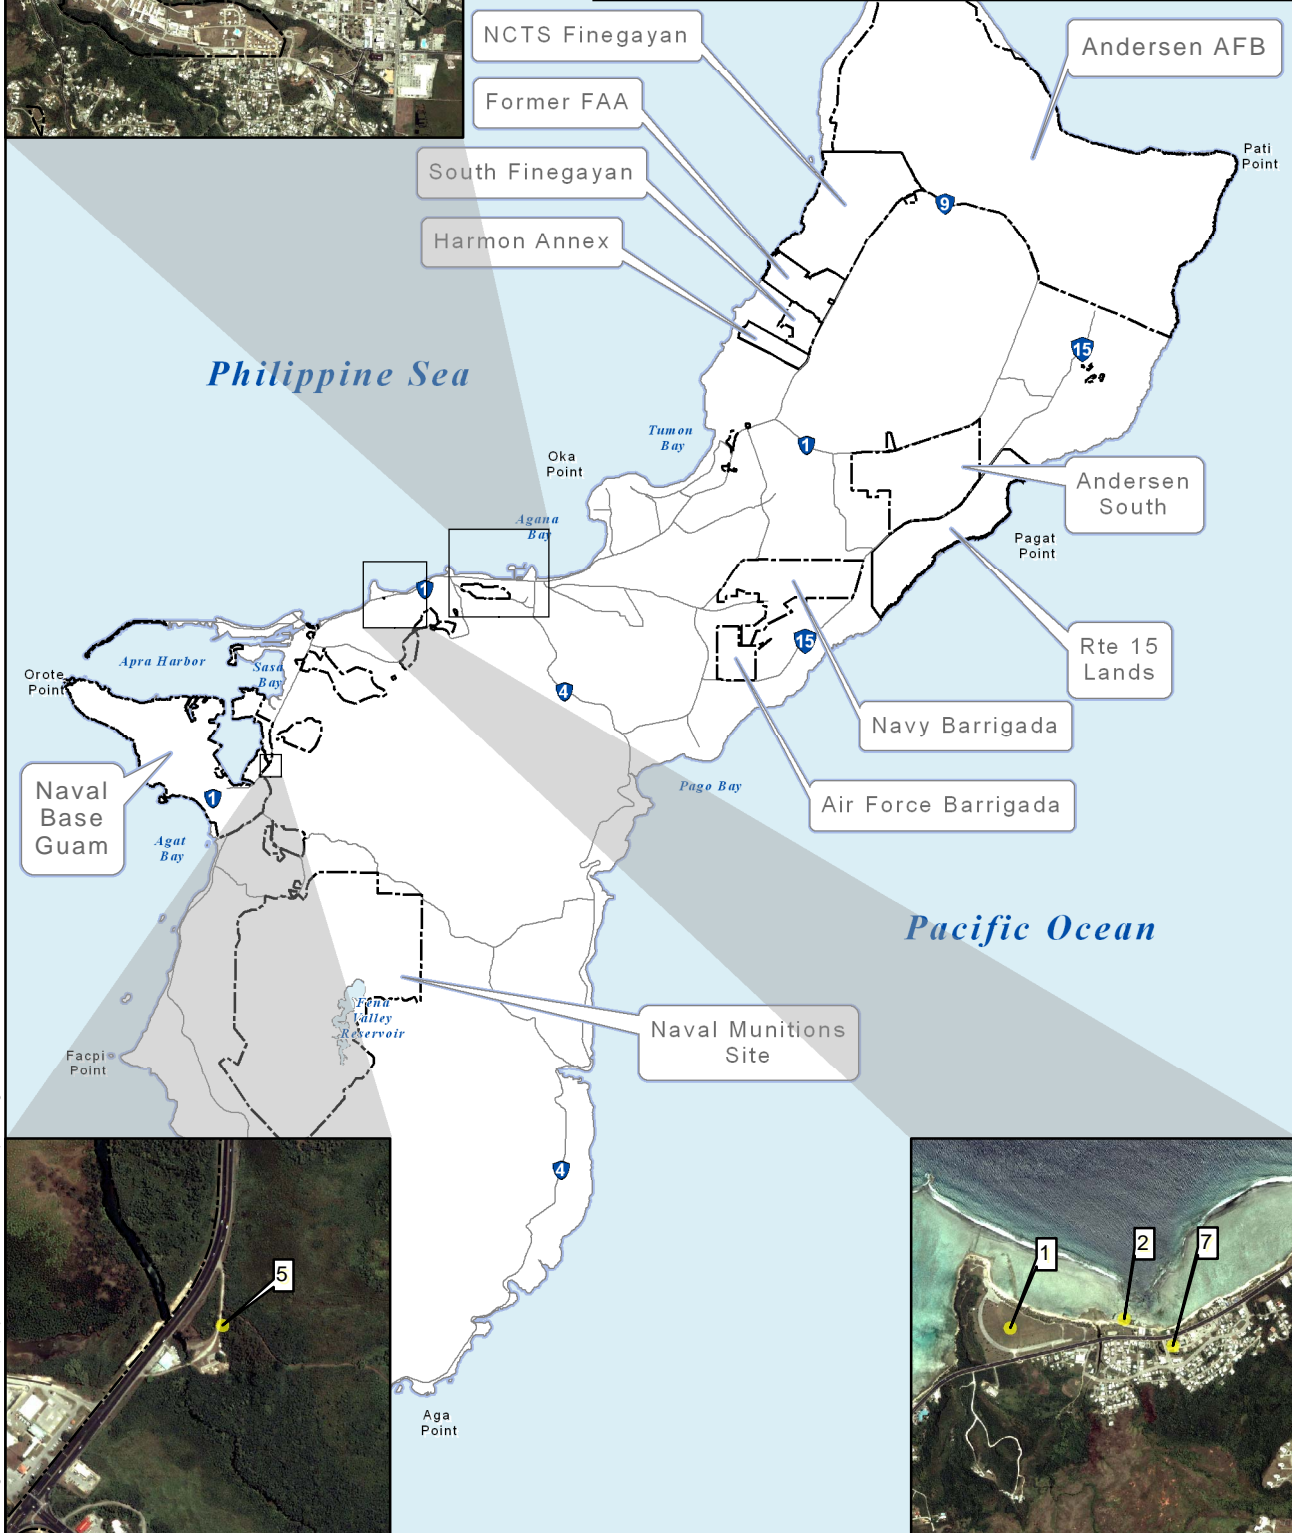 NCTS Finegayan
Andersen AFB
Former FAA
Pati
Point
South Finegayan
9
Harmon Annex
15
Philippine Sea
Tumon
Bay
1
Oka
Point
Andersen
South
Agana
Bay
Pagat
Point
1
15
Rte 15
Lands
Apra Harbor
Sasa
Bay
Orote
Point
4
Navy Barrigada
Naval
Base
Guam
1
Pago Bay
Air Force Barrigada
Agat
Bay
Pacific Ocean
Fena
Valley
Reservoir
Naval Munitions
Site
Facpi
Point
4
5
1
2
7
Aga
Point